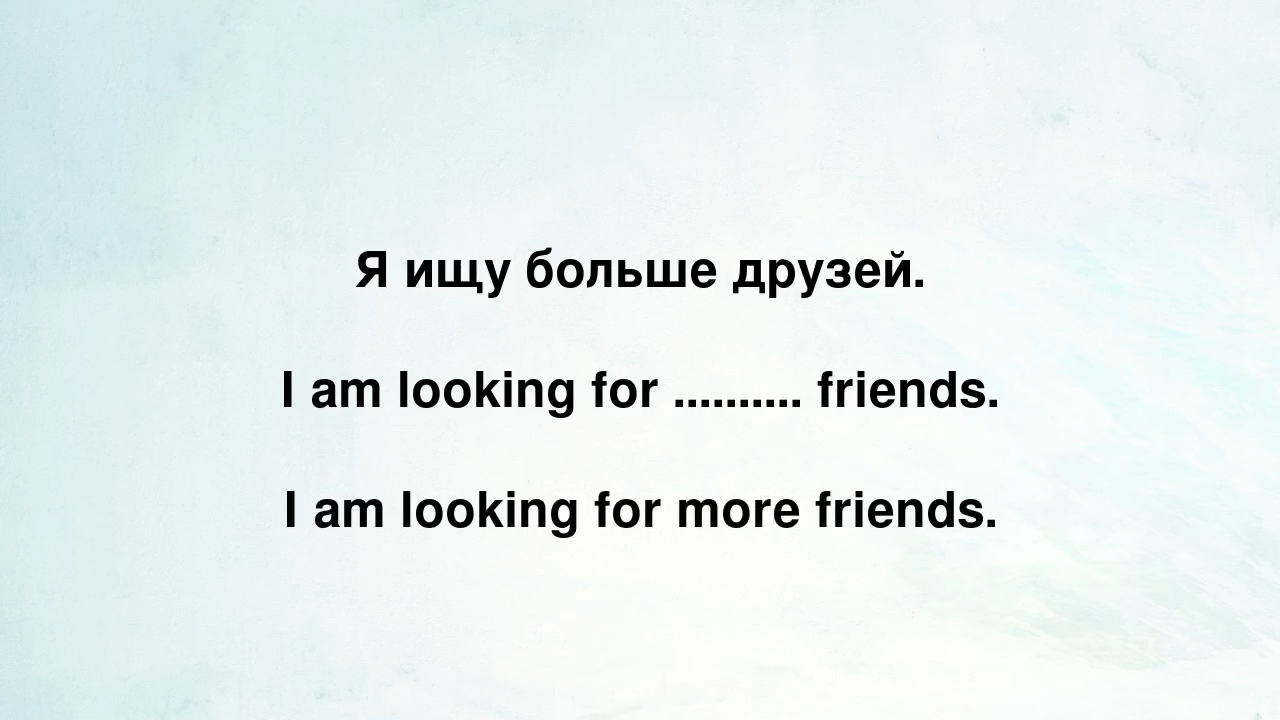 Я ищу больше друзей.
I am looking for .......... friends.
I am looking for more friends.